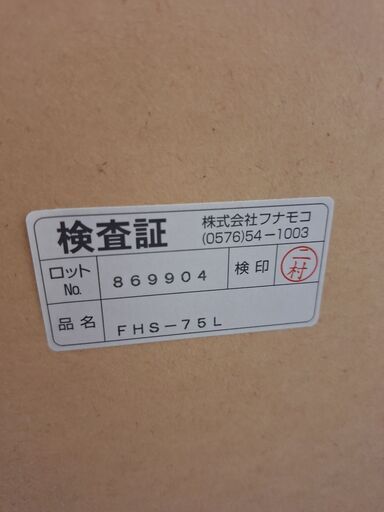 検査証
株式会社フナモコ
(0576)54-1003
ロット No. 869904 検印 二村
品名 FHS-75L